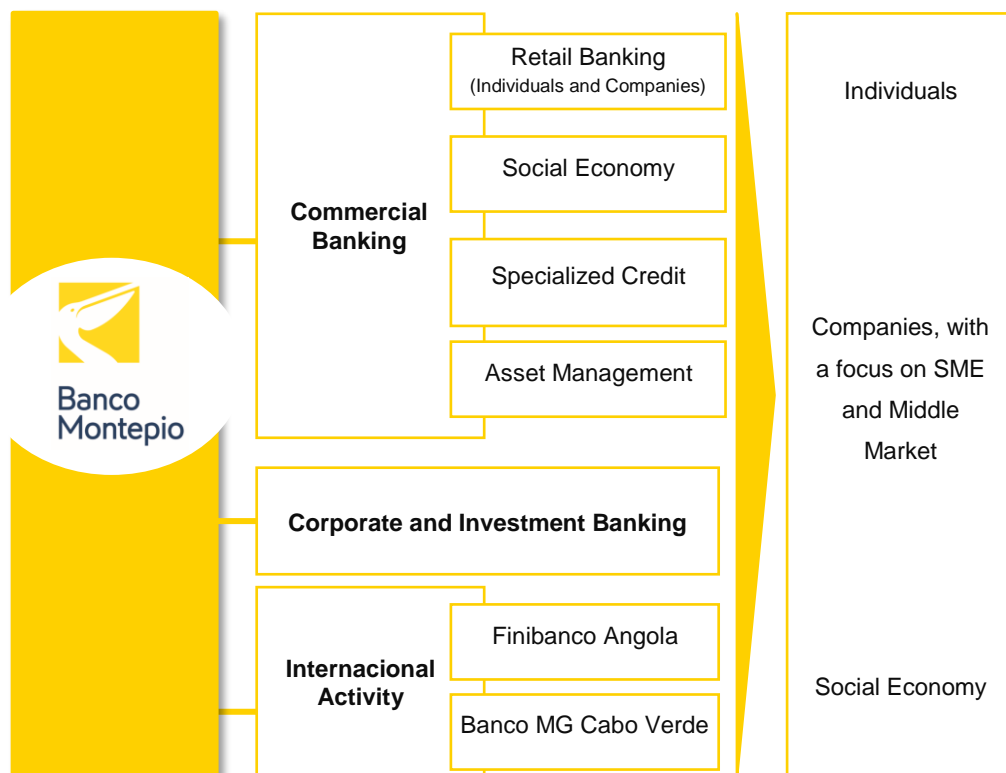 Banco
Montepio
Commercial
Banking
Retail Banking
(Individuals and Companies)
Social Economy
Specialized Credit
Asset Management
Corporate and Investment Banking
Internacional
Activity
Finibanco Angola
Banco MG Cabo Verde
Individuals
Companies, with
a focus on SME
and Middle
Market
Social Economy